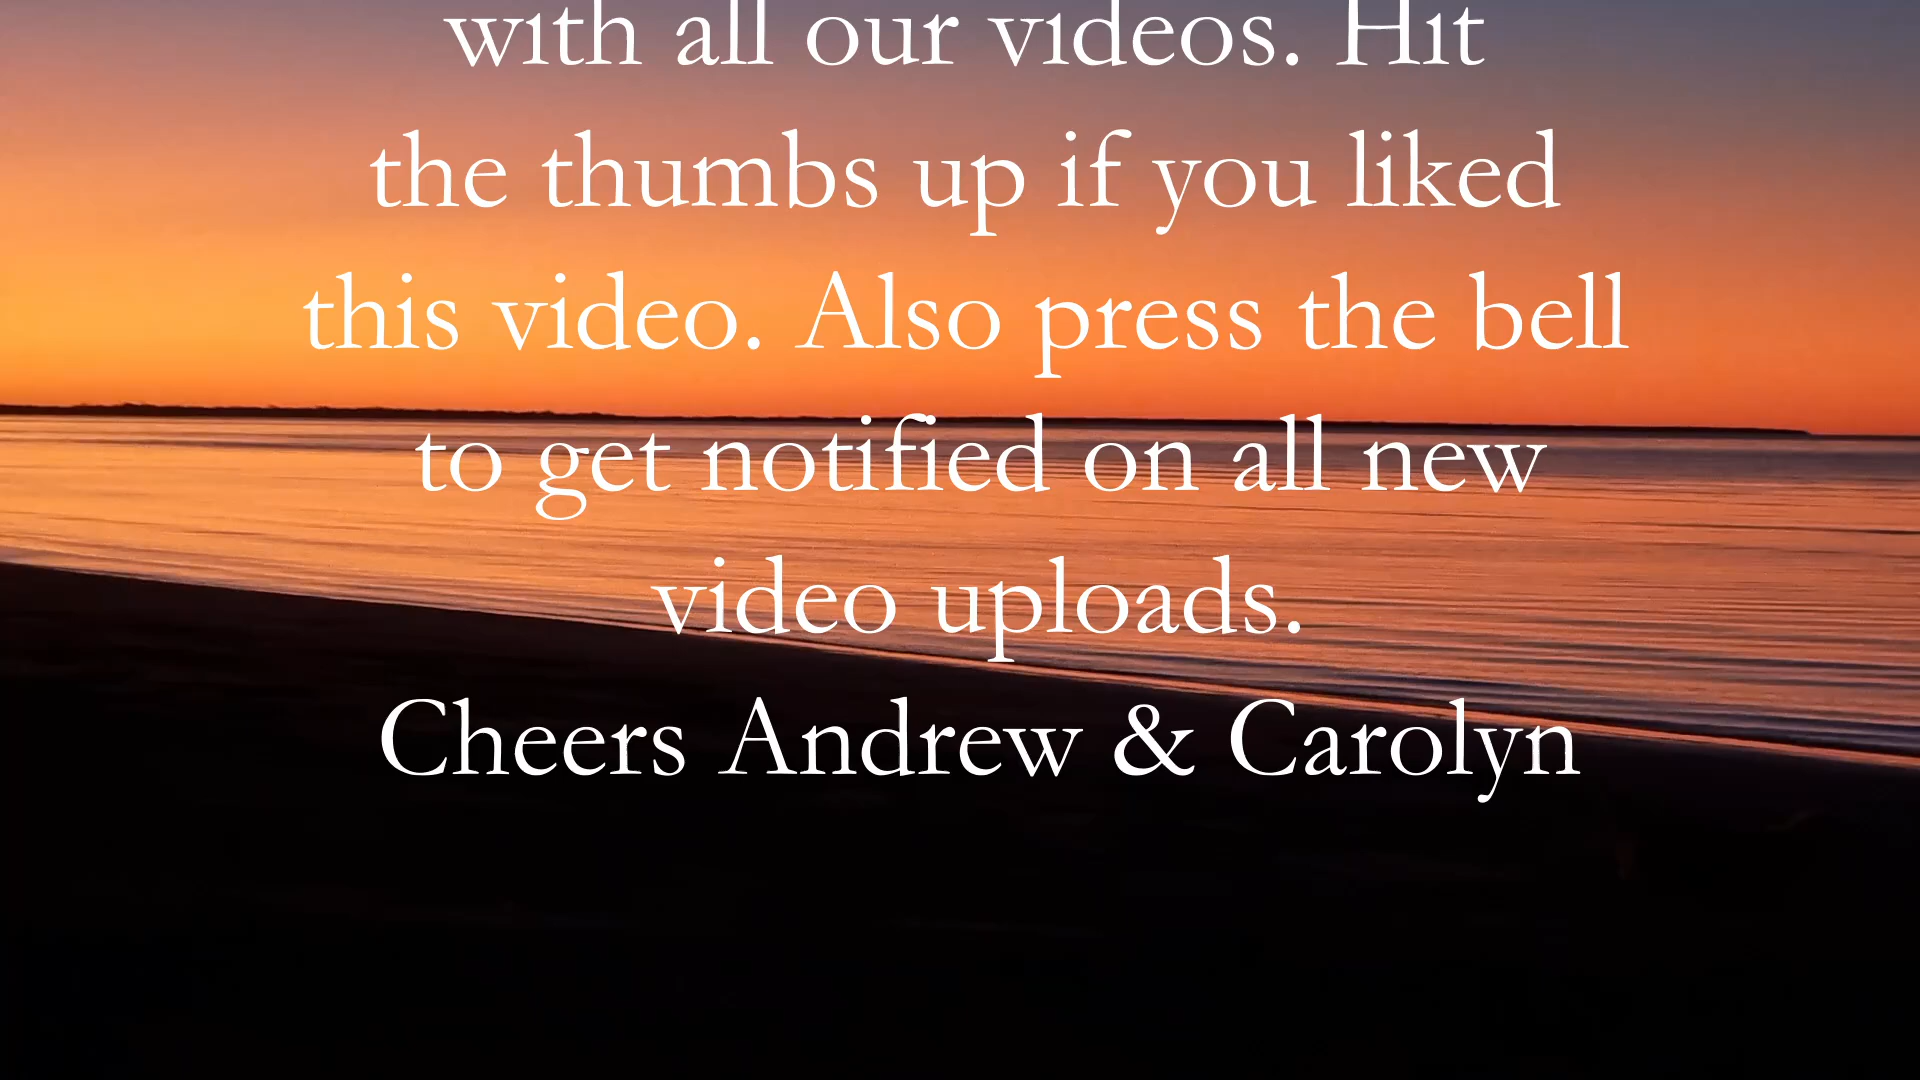 with all our videos. Hit
the thumbs up if you liked
this video. Also press the bell
to get notified on all new
video uploads.
Cheers Andrew & Carolyn